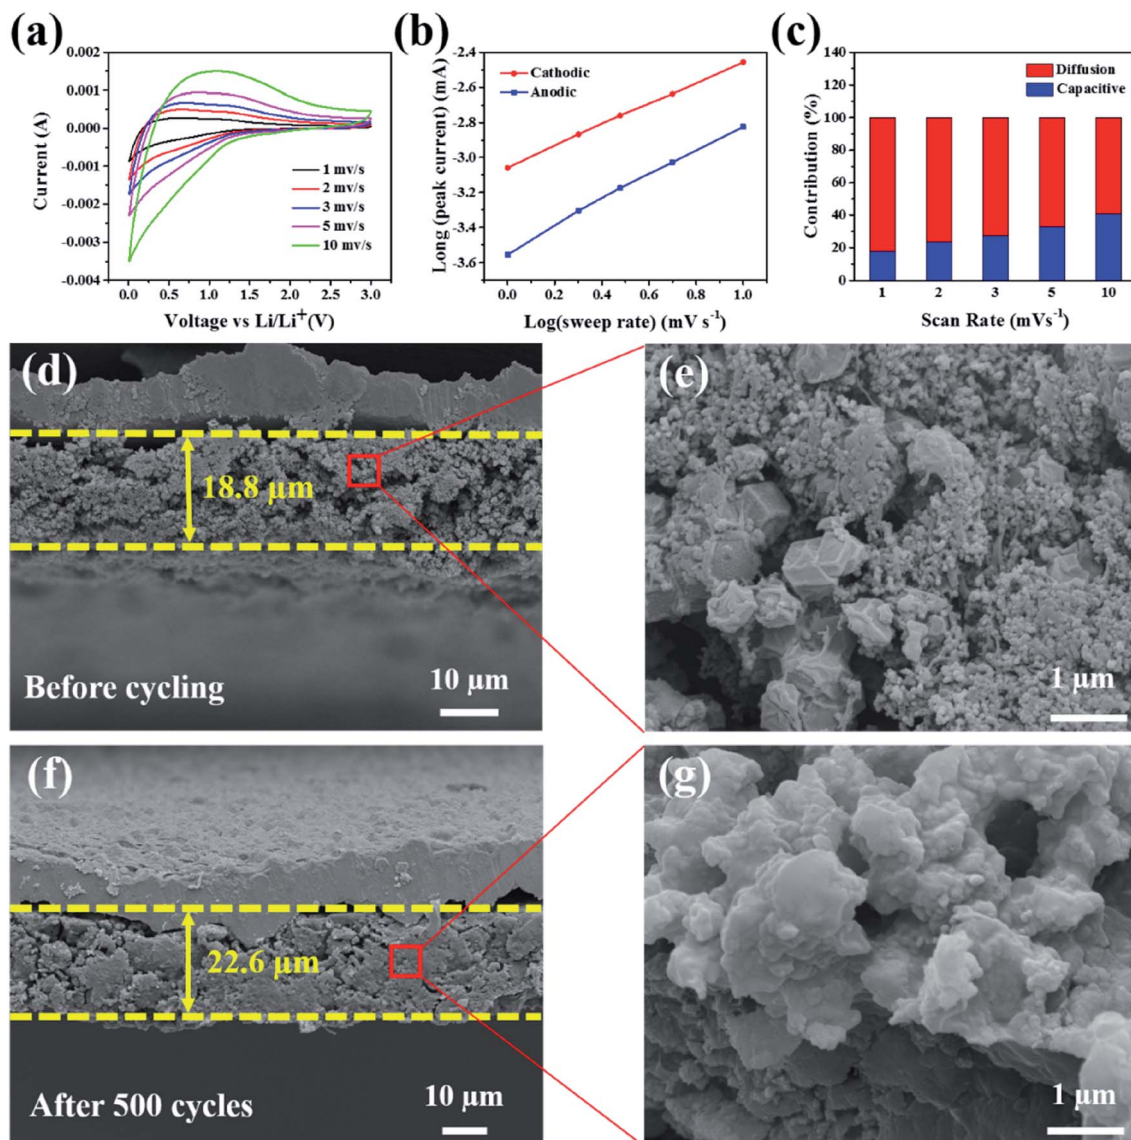 (a)
0.002
0.001
0.000
-0.001
-0.002
-0.003
-0.004
Current (A)
1 mv/s
2 mv/s
3 mv/s
5 mv/s
10 mv/s
0.0 0.5 1.0 1.5 2.0 2.5 3.0
Voltage vs Li/Li⁺(V)
(b)
-2.4
-2.6
-2.8
-3.0
-3.2
-3.4
-3.6
Long (peak current) (mA)
Cathodic
Anodic
0.0 0.2 0.4 0.6 0.8 1.0
Log(sweep rate) (mV s⁻¹)
(c)
140
120
100
80
60
40
20
0
Contribution (%)
Diffusion
Capacitive
1 2 3 5 10
Scan Rate (mVs⁻¹)
(d)
18.8 μm
Before cycling
10 μm
(e)
1 μm
(f)
22.6 μm
After 500 cycles
10 μm
(g)
1 μm